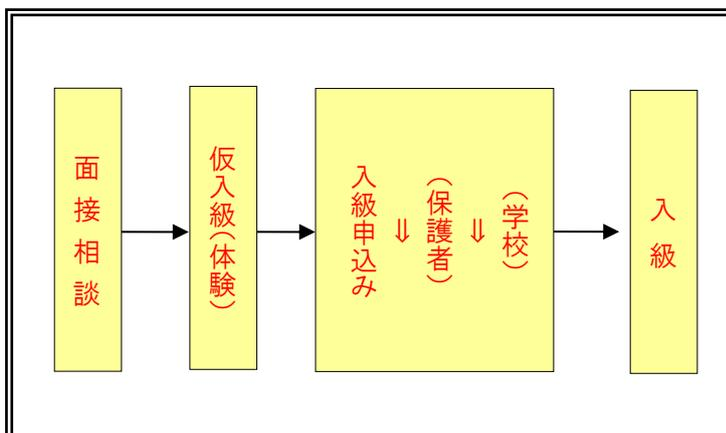 面接相談
仮入級（体験）
入級申込み
⇓
（保護者）
⇓
（学校）
入級